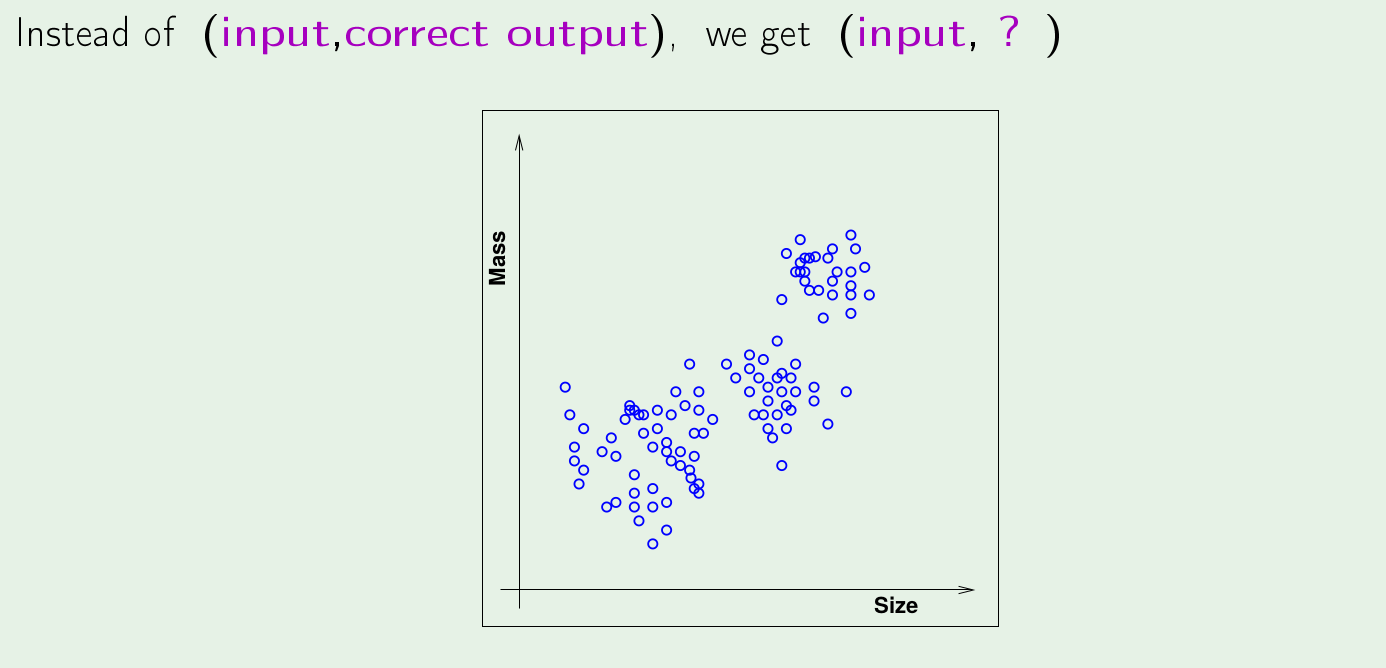 Instead of (input,correct output), we get (input, ? )
Mass
Size